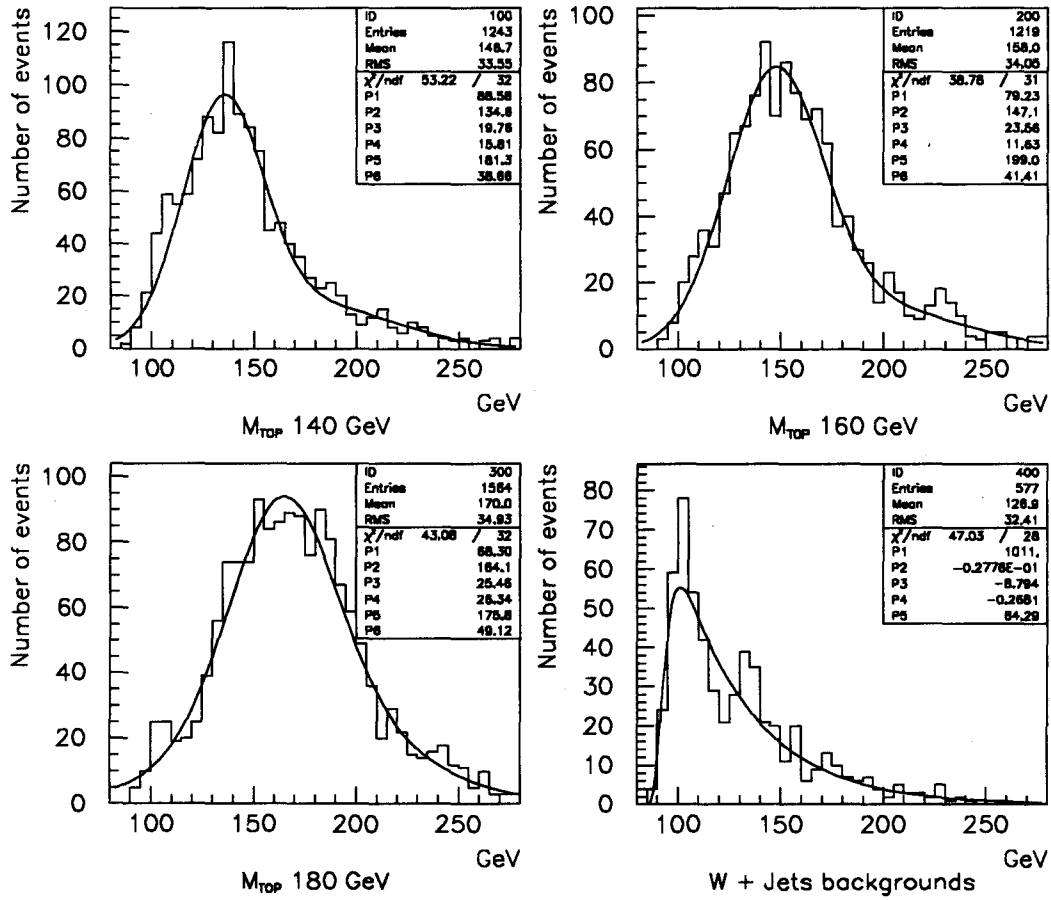 Number of events
120
100
80
60
40
20
0
100 150 200 250
GeV
M_TOP 140 GeV
ID 100
Entries 1243
Mean 148.7
RMS 33.55
χ²/ndf 53.22 / 32
P1 88.58
P2 134.8
P3 19.76
P4 15.81
P5 181.3
P6 38.66
Number of events
100
80
60
40
20
0
100 150 200 250
GeV
M_TOP 160 GeV
ID 200
Entries 1219
Mean 158.0
RMS 34.05
χ²/ndf 38.78 / 31
P1 79.23
P2 147.1
P3 23.56
P4 11.63
P5 199.0
P6 41.41
Number of events
100
80
60
40
20
0
100 150 200 250
GeV
M_TOP 180 GeV
ID 300
Entries 1564
Mean 170.0
RMS 34.93
χ²/ndf 43.08 / 32
P1 68.30
P2 164.1
P3 25.46
P4 26.34
P5 175.8
P6 49.12
Number of events
80
70
60
50
40
30
20
10
0
100 150 200 250
GeV
W + Jets backgrounds
ID 400
Entries 577
Mean 126.9
RMS 32.41
χ²/ndf 47.03 / 28
P1 1011.
P2 -0.2776E-01
P3 -8.794
P4 -0.2681
P5 64.29